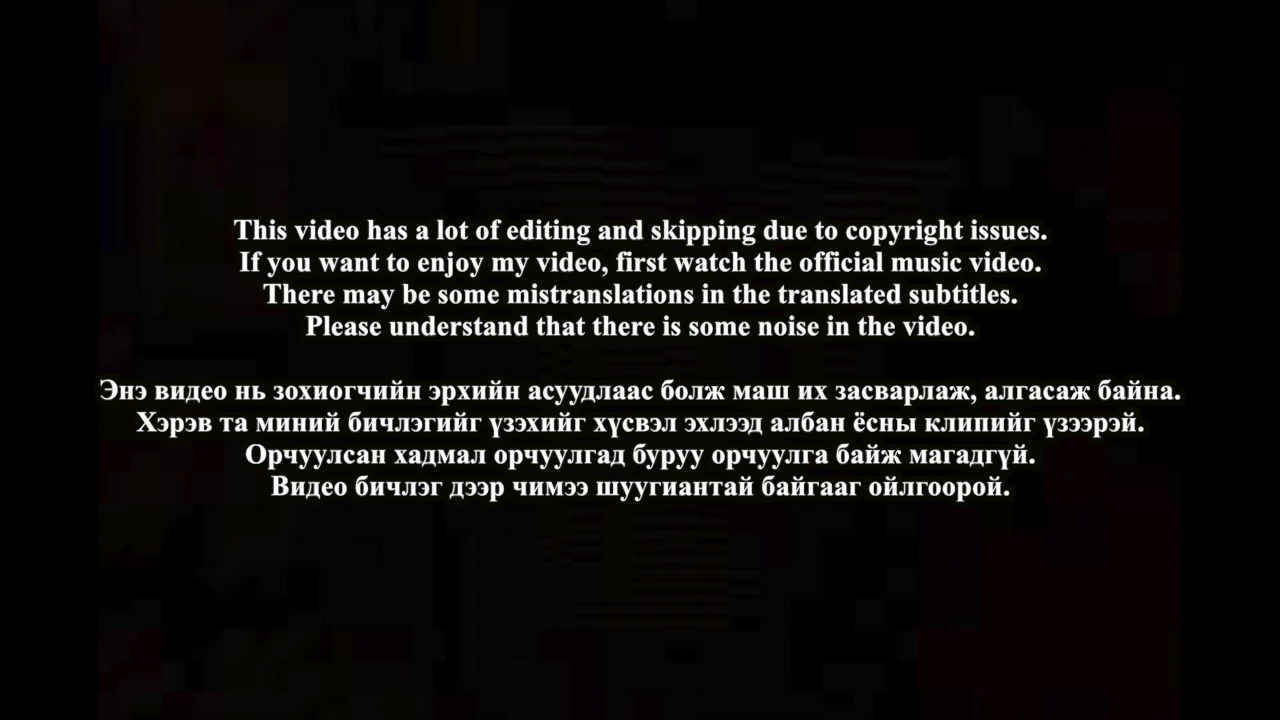 This video has a lot of editing and skipping due to copyright issues.
If you want to enjoy my video, first watch the official music video.
There may be some mistranslations in the translated subtitles.
Please understand that there is some noise in the video.
Энэ видео нь зохиогчийн эрхийн асуудлаас болж маш их засварлаж, алгасаж байна.
Хэрэв та миний бичлэгийг үзэхийг хүсвэл эхлээд албан ёсны клипийг үзээрэй.
Орчуулсан хадмал орчуулгад буруу орчуулга байж магадгүй.
Видео бичлэг дээр чимээ шуугиантай байгааг ойлгоорой.